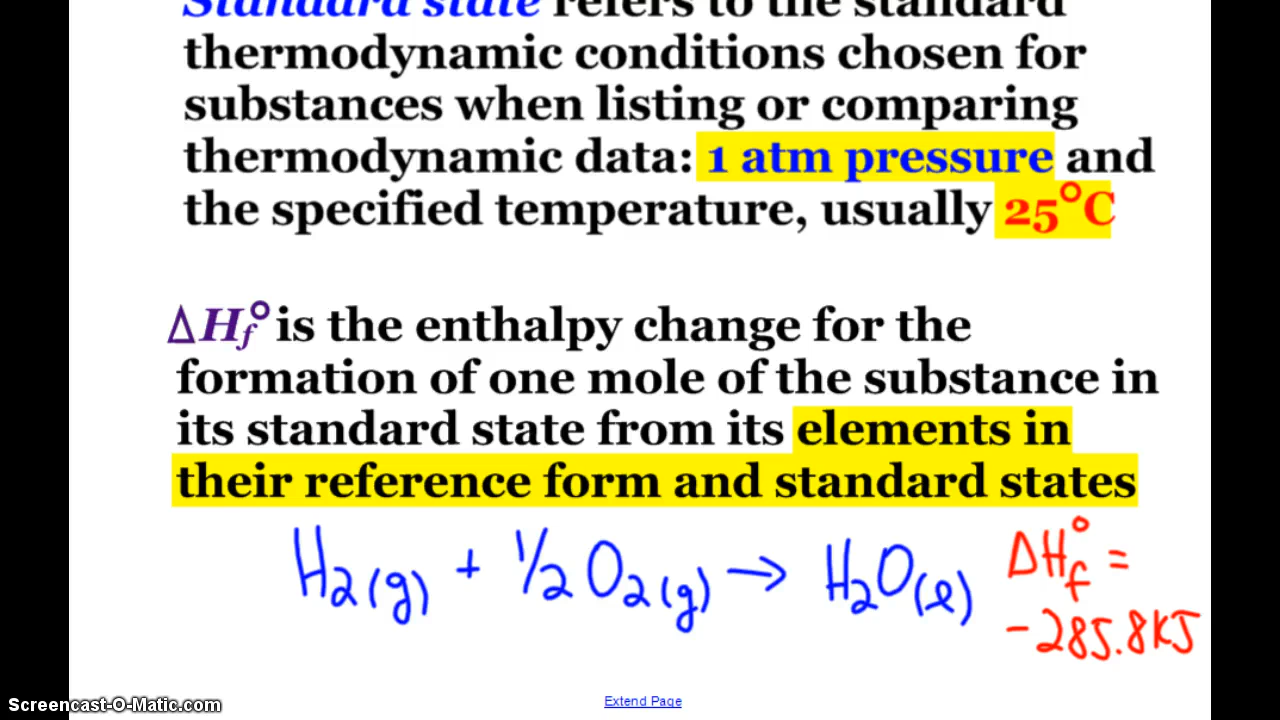 Standard state refers to the standard
thermodynamic conditions chosen for
substances when listing or comparing
thermodynamic data: 1 atm pressure and
the specified temperature, usually 25°C
ΔHf° is the enthalpy change for the
formation of one mole of the substance in
its standard state from its elements in
their reference form and standard states
H2(g) + 1/2 O2(g) → H2O(l) ΔHf° =
-285.8KJ
Extend Page
Screencast-O-Matic.com